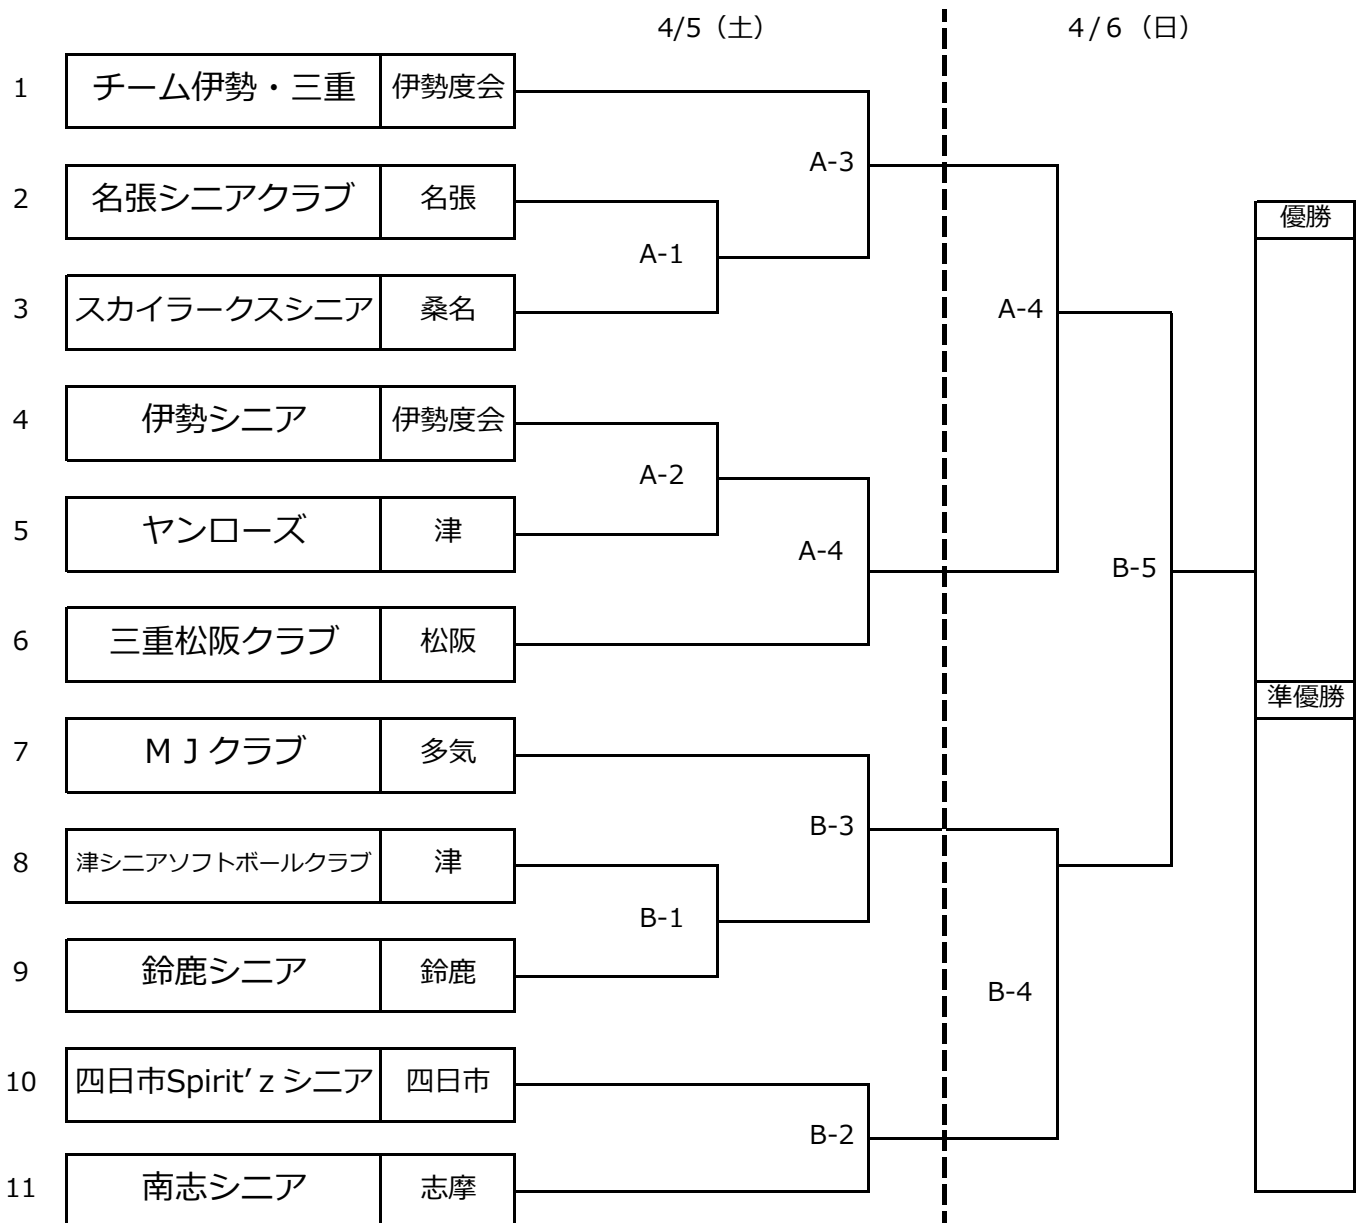 4/5（土）
4/6（日）
1 チーム伊勢・三重 伊勢度会
A-3
2 名張シニアクラブ 名張
優勝
A-1
3 スカイラークスシニア 桑名
A-4
4 伊勢シニア 伊勢度会
A-2
5 ヤンローズ 津
A-4
B-5
6 三重松阪クラブ 松阪
準優勝
7 ＭＪクラブ 多気
B-3
8 津シニアソフトボールクラブ 津
B-1
9 鈴鹿シニア 鈴鹿
B-4
10 四日市Spirit’ｚシニア 四日市
B-2
11 南志シニア 志摩